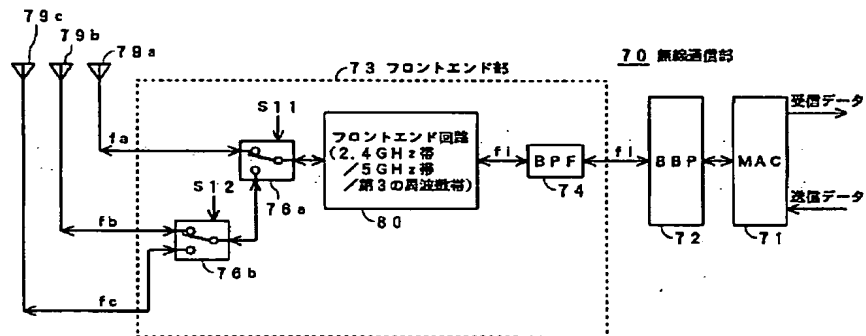 79c
79b
79a
73 フロントエンド部
70 無線通信部
S11
受信データ
フロントエンド回路
(2.4GHz帯
/5GHz帯
/第3の周波数帯)
fa
fi
BPF
fi
BBP
MAC
S12
76a
74
送信データ
80
fb
72
71
76b
fc